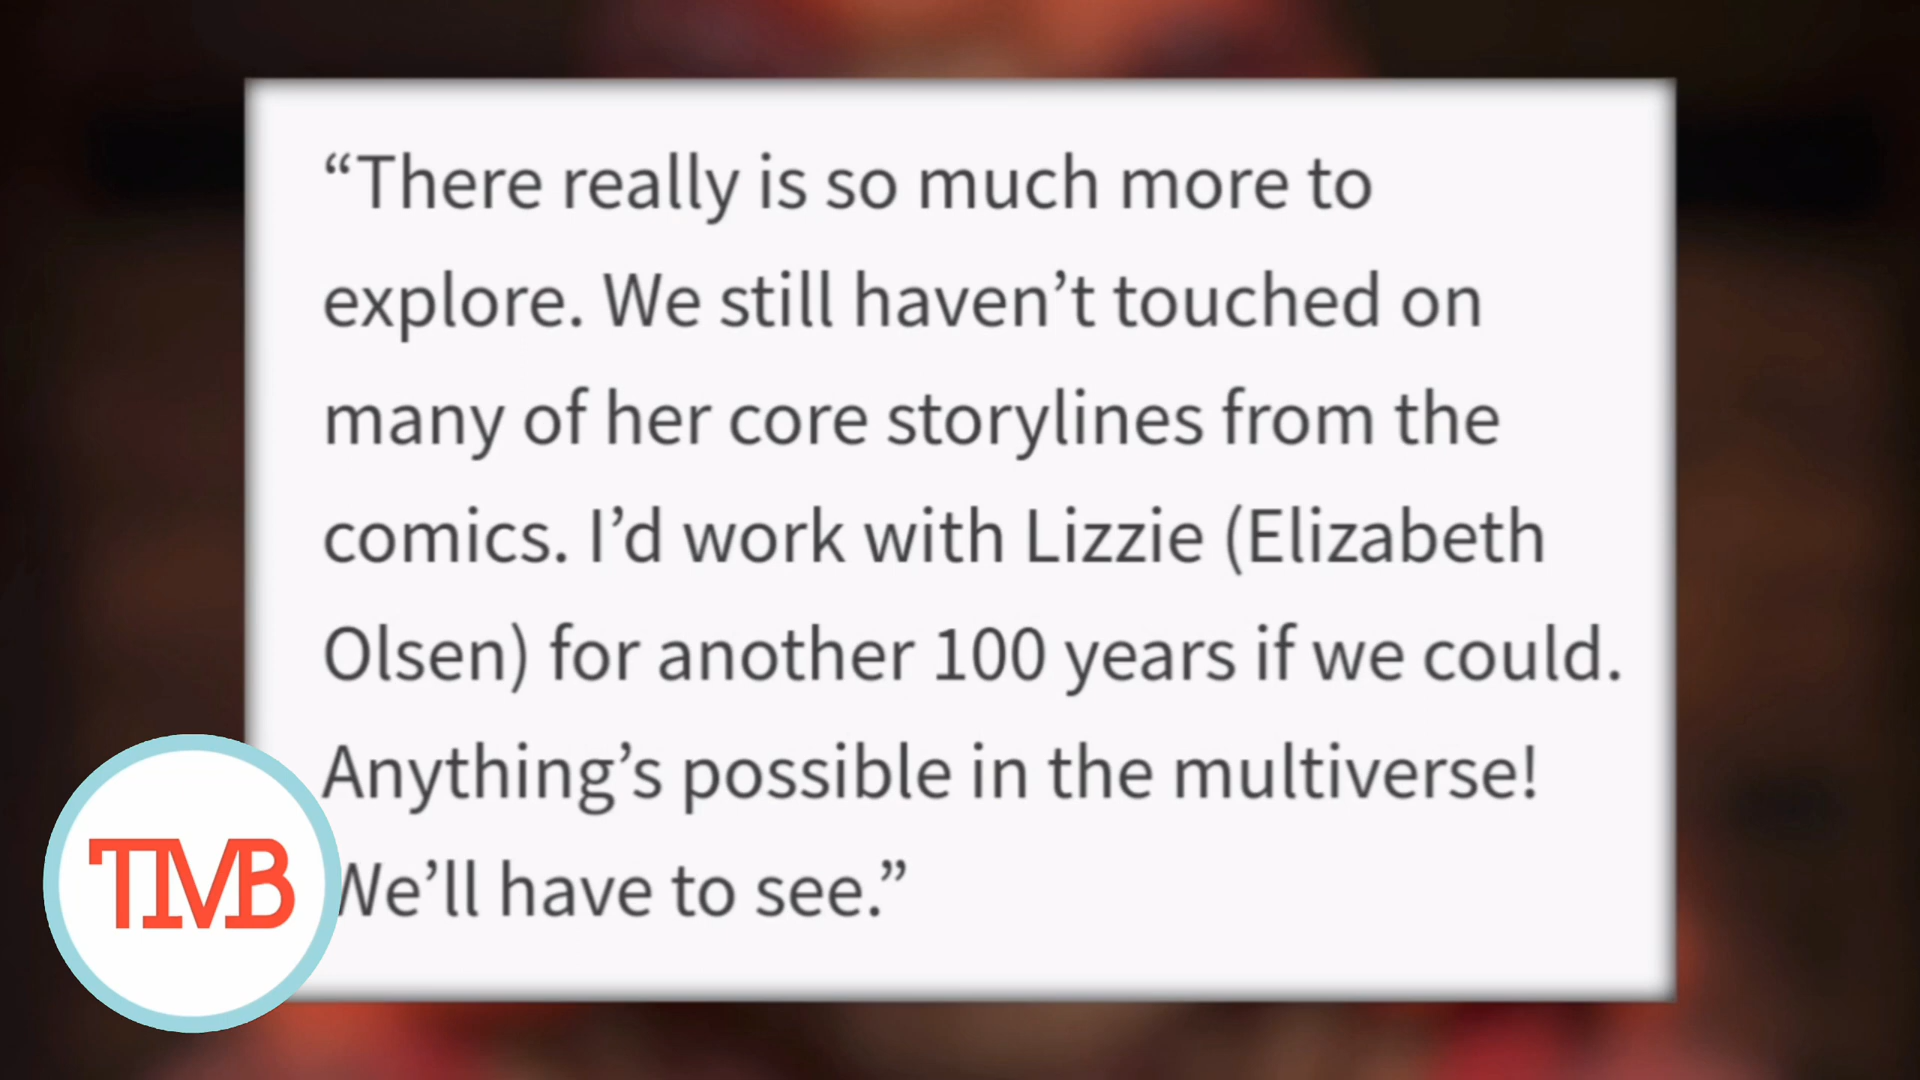 “There really is so much more to
explore. We still haven’t touched on
many of her core storylines from the
comics. I’d work with Lizzie (Elizabeth
Olsen) for another 100 years if we could.
Anything’s possible in the multiverse!
We’ll have to see.”
TMB